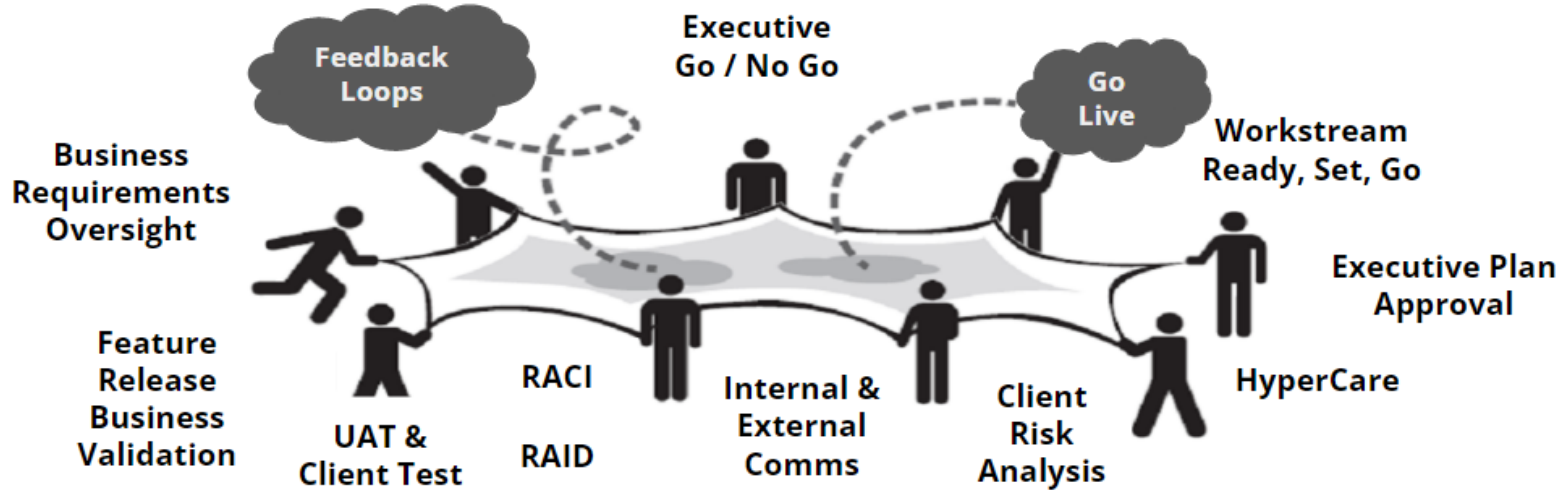 Feedback
Loops
Executive
Go / No Go
Go
Live
Workstream
Ready, Set, Go
Business
Requirements
Oversight
Executive Plan
Approval
Feature
Release
Business
Validation
UAT &
Client Test
RACI
RAID
Internal &
External
Comms
Client
Risk
Analysis
HyperCare